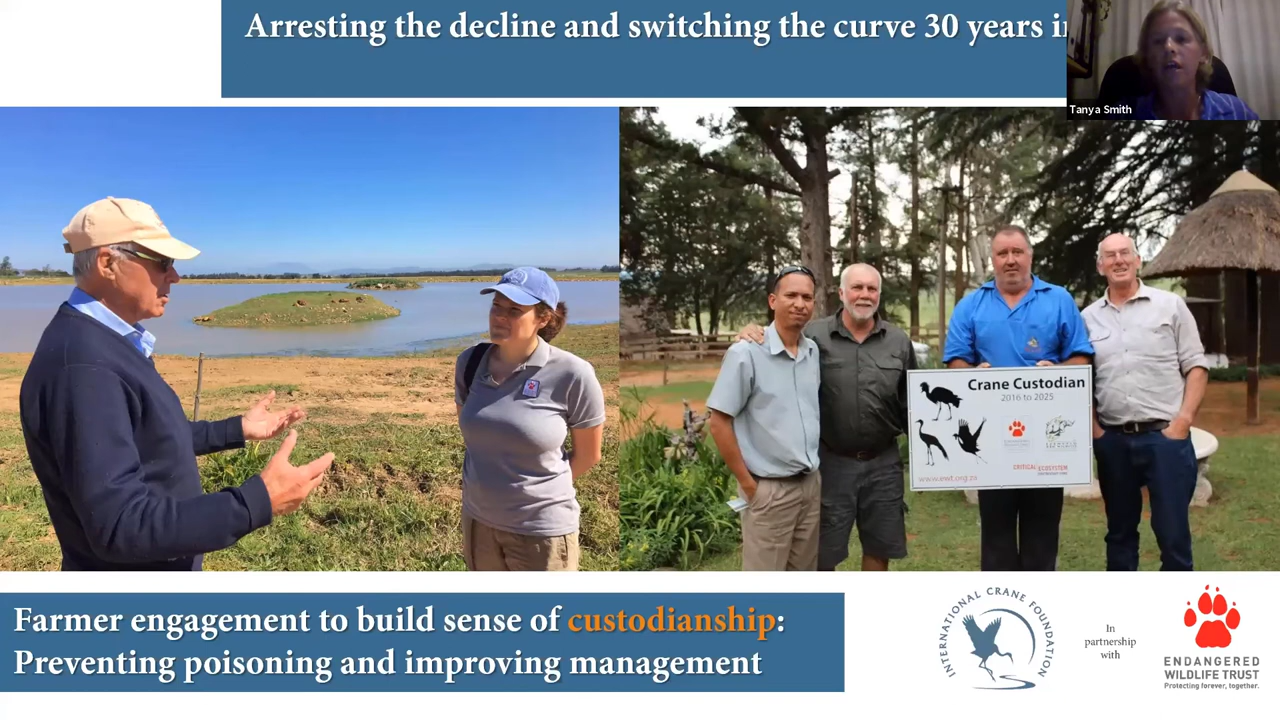 Arresting the decline and switching the curve 30 years
Tanya Smith
Crane Custodian
2016 to 2025
CRITICAL ECOSYSTEM
www.ewt.org.za
Farmer engagement to build sense of custodianship:
Preventing poisoning and improving management
INTERNATIONAL CRANE FOUNDATION
In
partnership
with
ENDANGERED
WILDLIFE TRUST
Protecting forever, together.